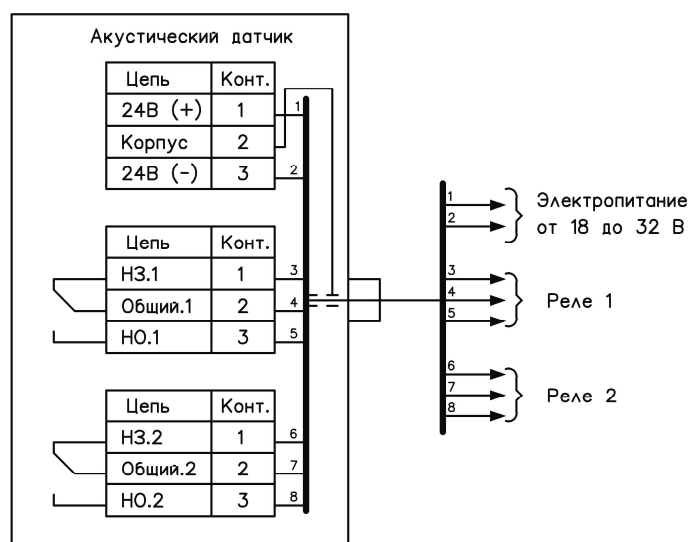 Акустический датчик
Цепь Конт.
24В (+) 1 1
Корпус 2
24В (-) 3 2
Цепь Конт.
НЗ.1 1 3
Общий.1 2 4
НО.1 3 5
Цепь Конт.
НЗ.2 1 6
Общий.2 2 7
НО.2 3 8
1 Электропитание
2 от 18 до 32 В
3
4 Реле 1
5
6
7 Реле 2
8